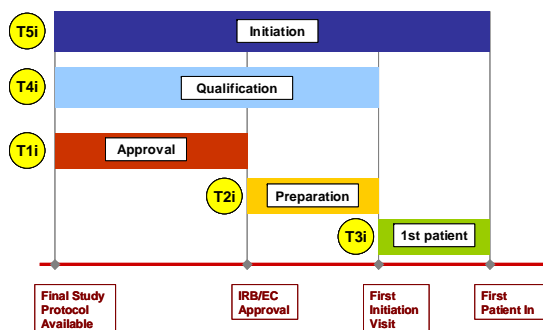 T5i
Initiation
T4i
Qualification
T1i
Approval
T2i
Preparation
T3i
1st patient
Final Study
Protocol
Available
IRB/EC
Approval
First
Initiation
Visit
First
Patient In